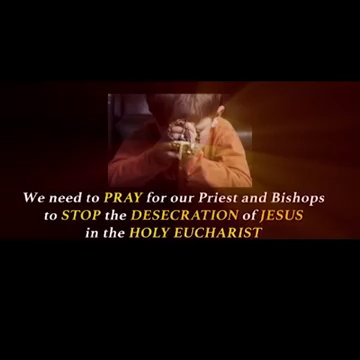 We need to PRAY for our Priest and Bishops
to STOP the DESECRATION of JESUS
in the HOLY EUCHARIST